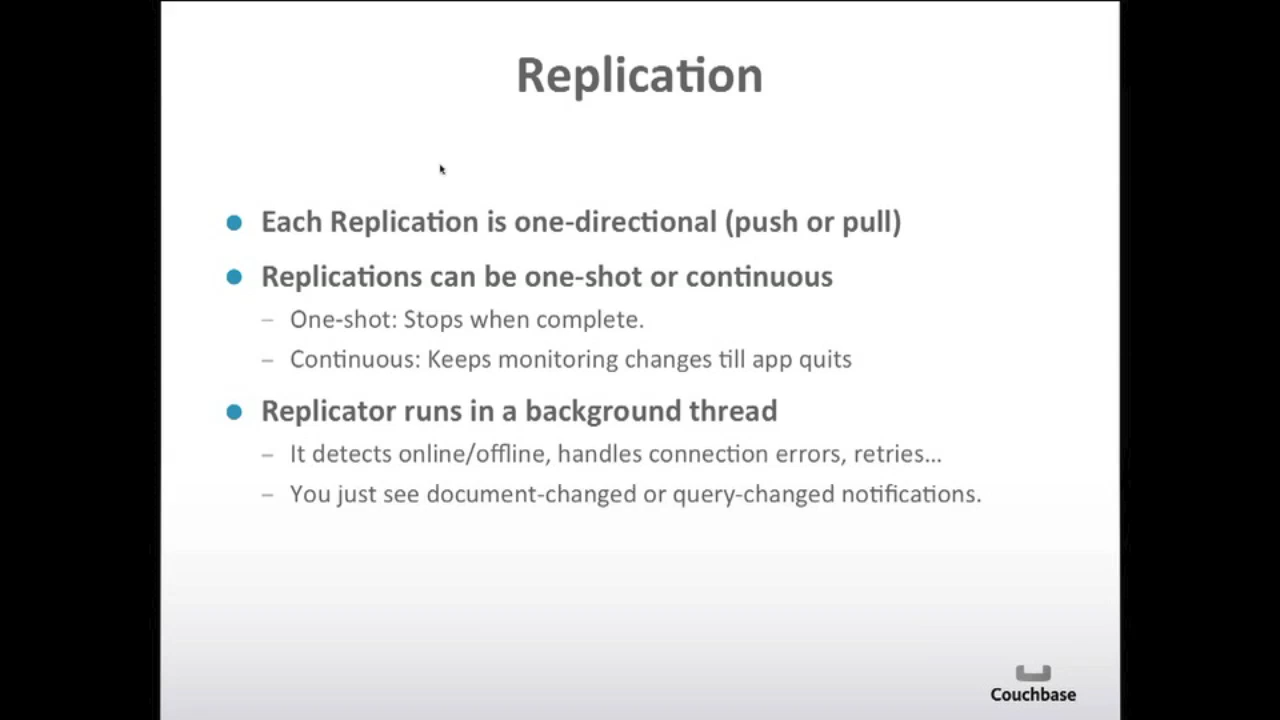 Replication
Each Replication is one-directional (push or pull)
Replications can be one-shot or continuous
– One-shot: Stops when complete.
– Continuous: Keeps monitoring changes till app quits
Replicator runs in a background thread
– It detects online/offline, handles connection errors, retries…
– You just see document-changed or query-changed notifications.
Couchbase